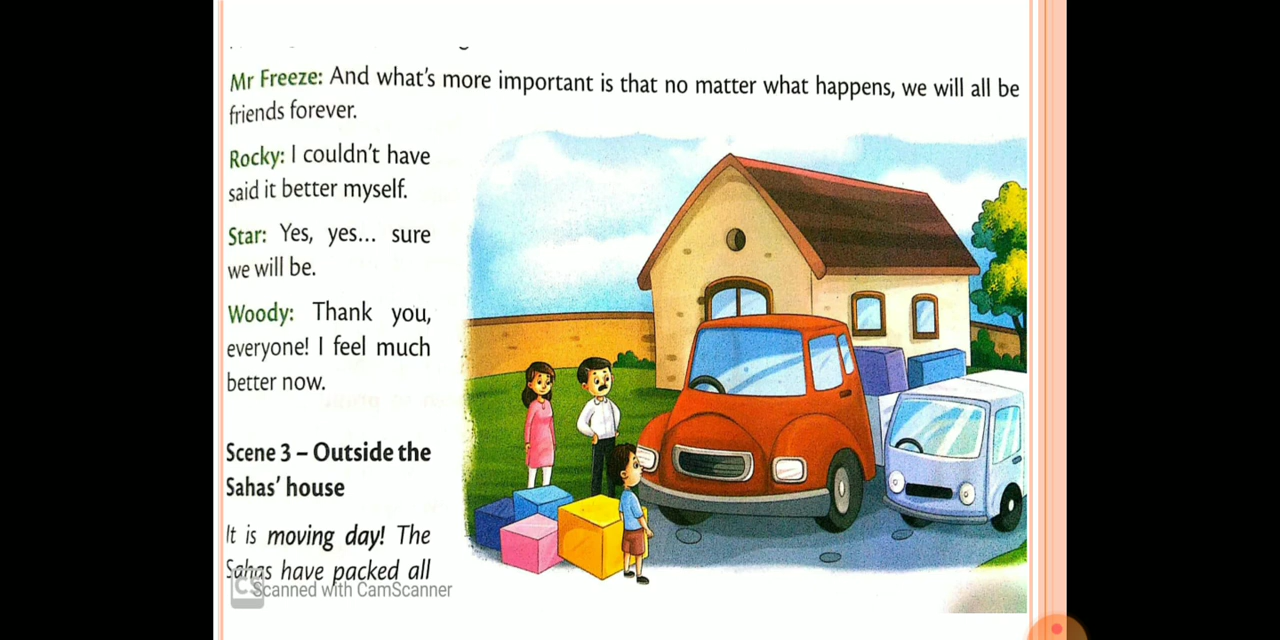 Mr Freeze: And what's more important is that no matter what happens, we will all be
friends forever.
Rocky: I couldn't have
said it better myself.
Star: Yes, yes... sure
we will be.
Woody: Thank you,
everyone! I feel much
better now.
Scene 3 – Outside the
Sahas' house
It is moving day! The
Sahas have packed all
CS Scanned with CamScanner